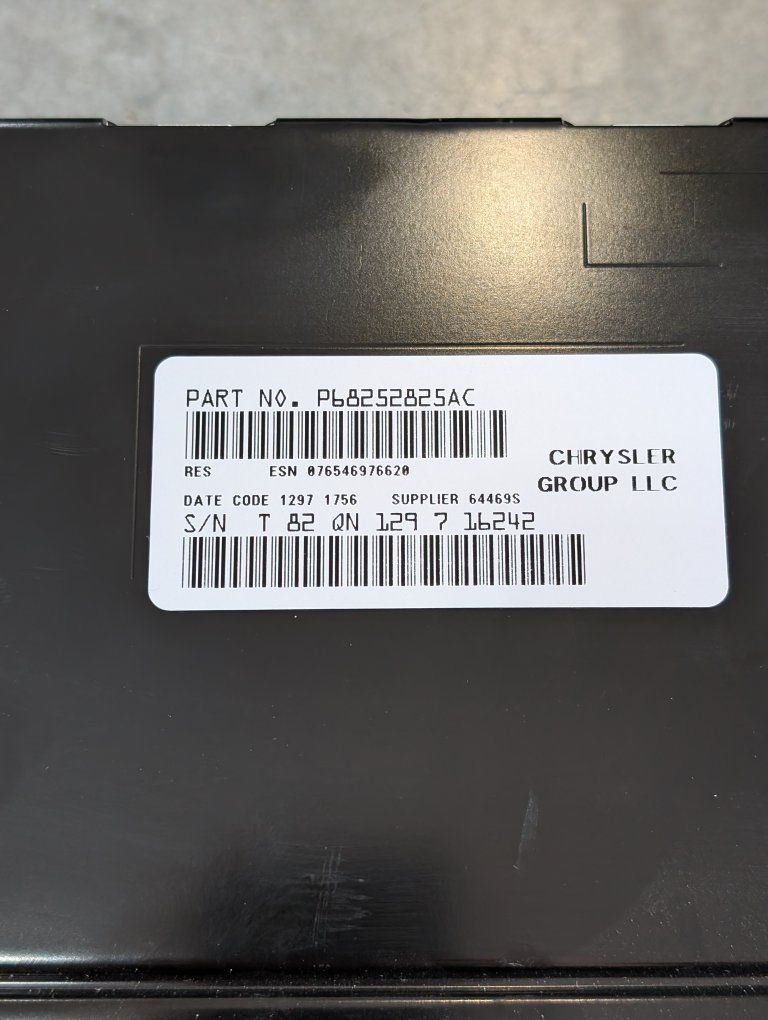 PART NO. P68252825AC
RES ESN 076546976620
DATE CODE 1297 1756 SUPPLIER 64469S
S/N T 82 QN 129 7 16242
CHRYSLER
GROUP LLC